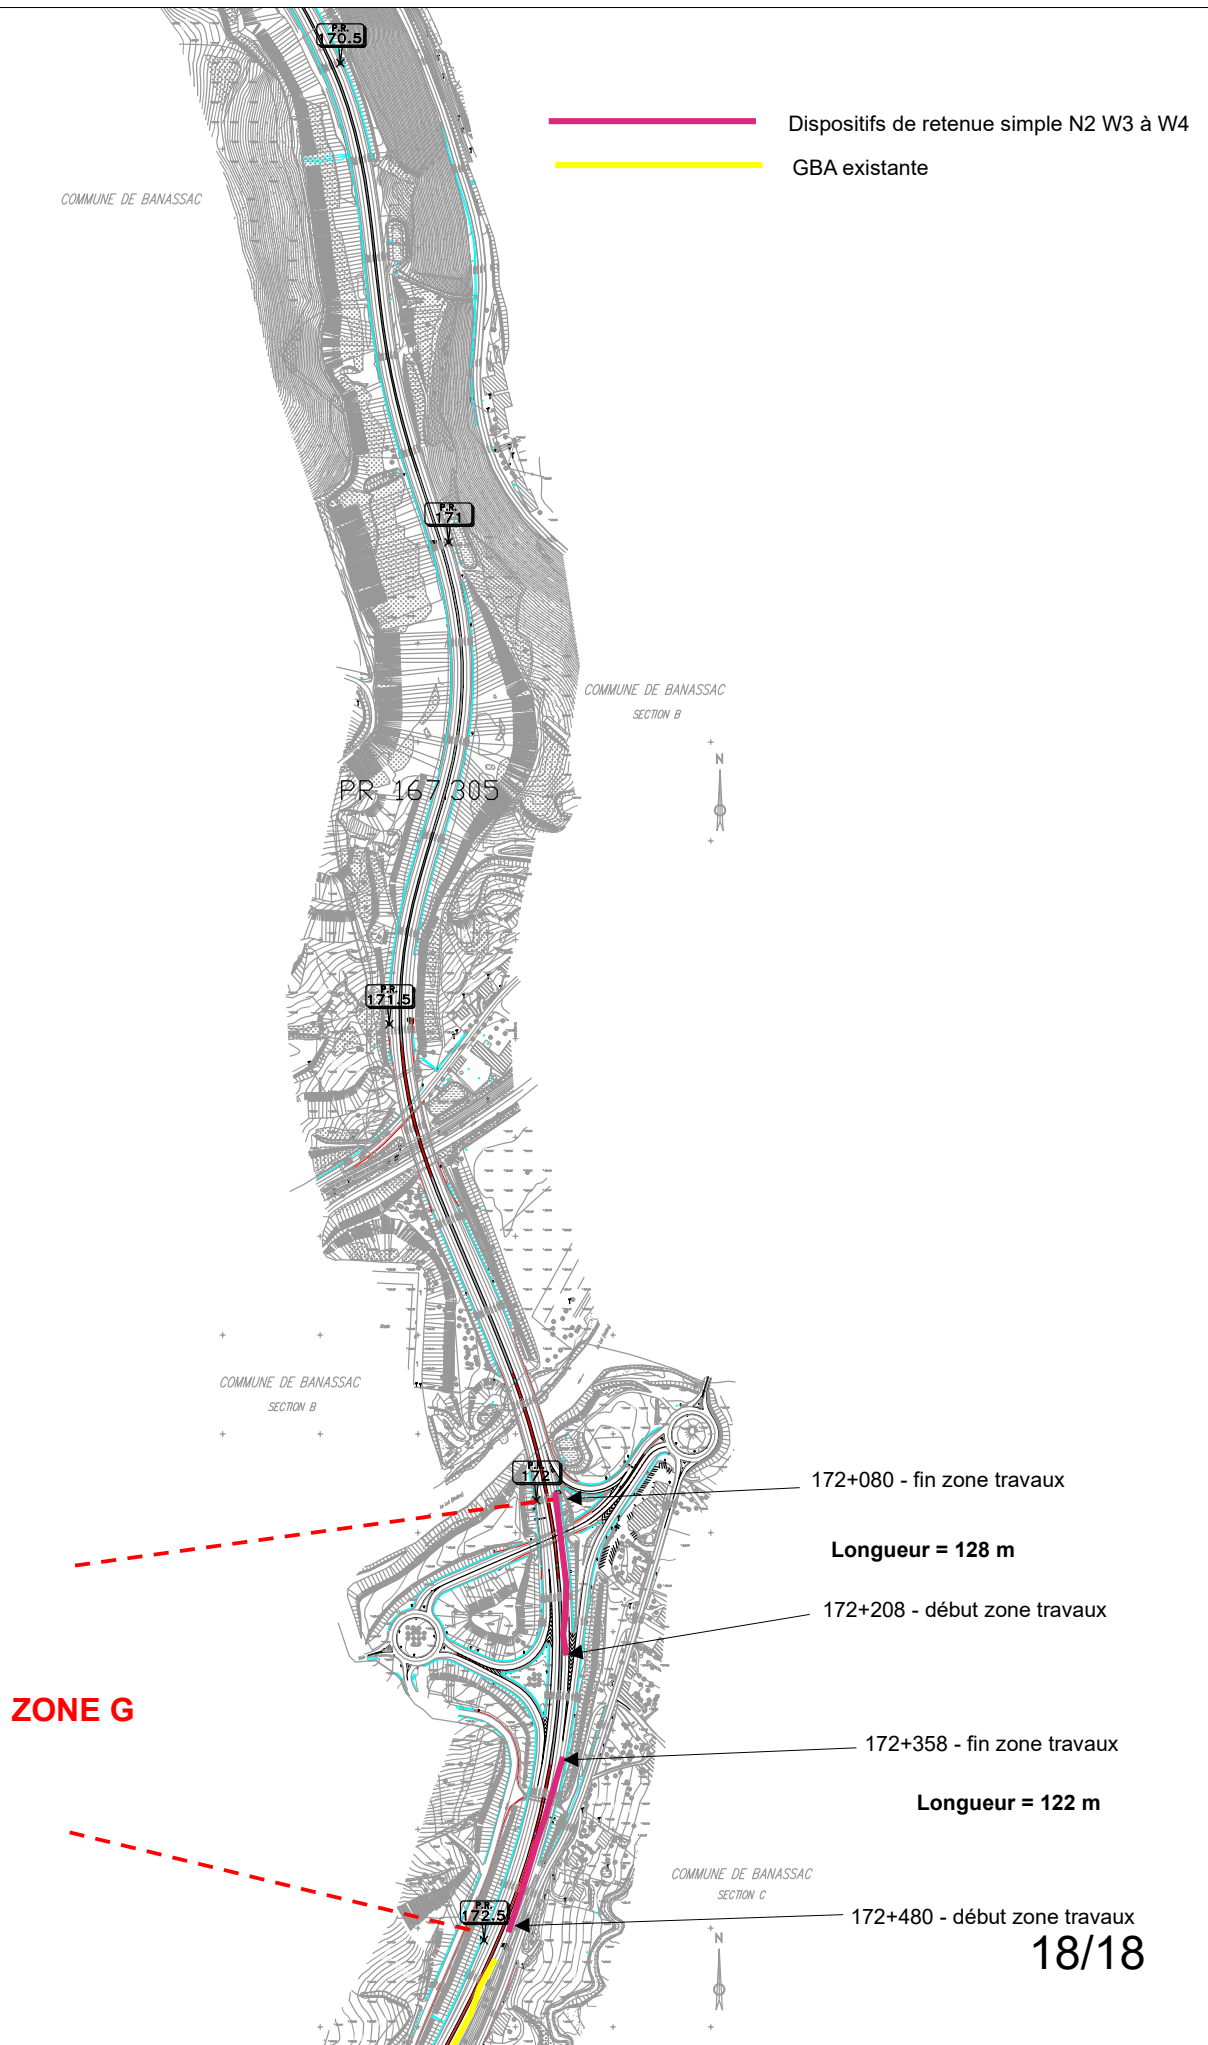 P.R.
170.5
Dispositifs de retenue simple N2 W3 à W4
GBA existante
COMMUNE DE BANASSAC
P.R.
171
COMMUNE DE BANASSAC
SECTION B
N
PR 167.305
P.R.
171.5
COMMUNE DE BANASSAC
SECTION B
P.R.
172
172+080 - fin zone travaux
Longueur = 128 m
172+208 - début zone travaux
ZONE G
172+358 - fin zone travaux
Longueur = 122 m
COMMUNE DE BANASSAC
SECTION C
P.R.
172.5
172+480 - début zone travaux
N
18/18